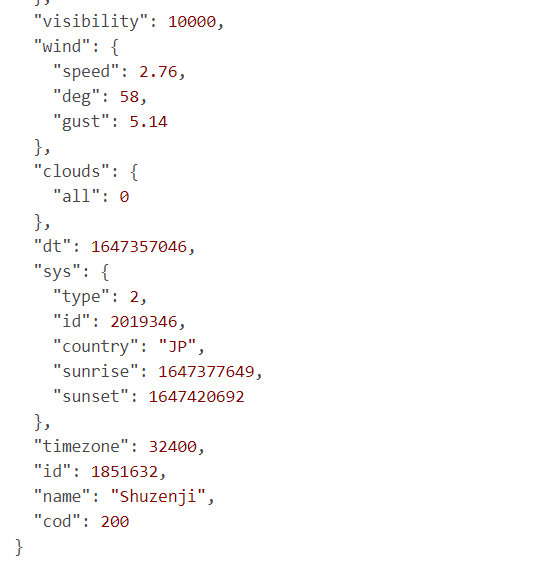 },
"visibility": 10000,
"wind": {
"speed": 2.76,
"deg": 58,
"gust": 5.14
},
"clouds": {
"all": 0
},
"dt": 1647357046,
"sys": {
"type": 2,
"id": 2019346,
"country": "JP",
"sunrise": 1647377649,
"sunset": 1647420692
},
"timezone": 32400,
"id": 1851632,
"name": "Shuzenji",
"cod": 200
}